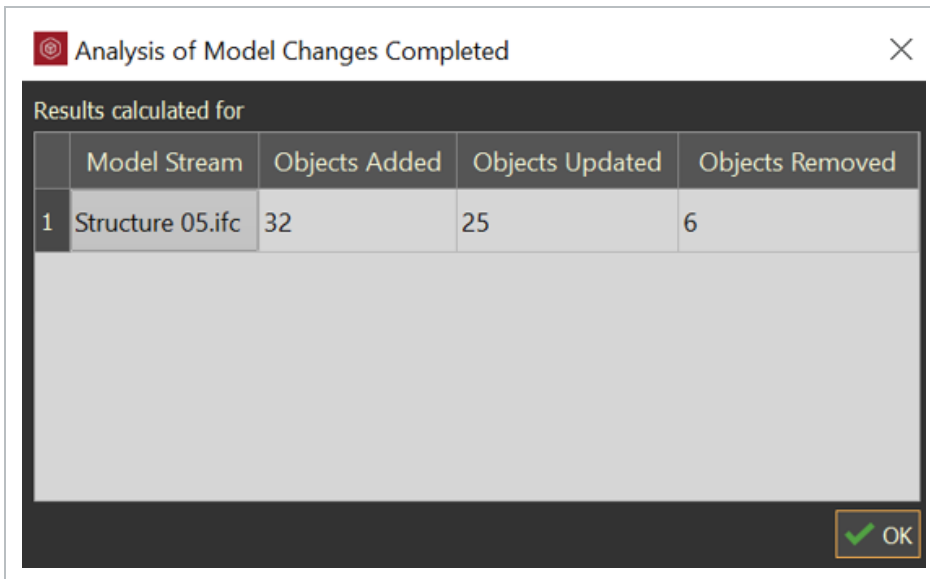 Analysis of Model Changes Completed
Results calculated for
Model Stream Objects Added Objects Updated Objects Removed
1 Structure 05.ifc 32 25 6
OK